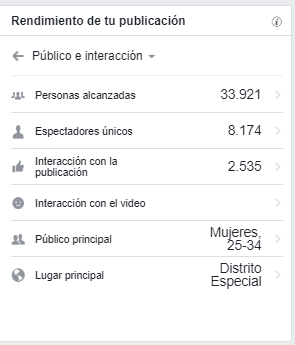 Rendimiento de tu publicación
Público e interacción
Personas alcanzadas 33.921
Espectadores únicos 8.174
Interacción con la
publicación 2.535
Interacción con el video
Público principal Mujeres,
25-34
Lugar principal Distrito
Especial